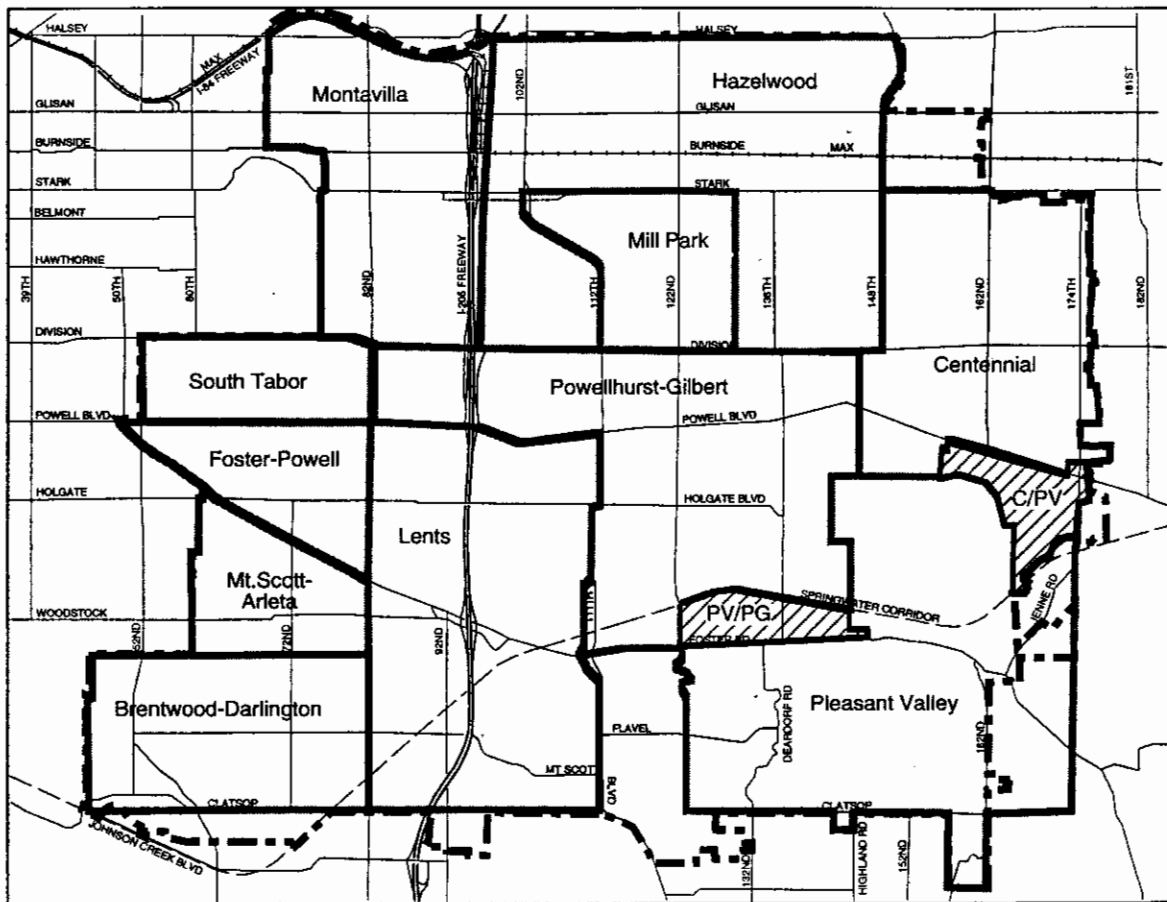 HALSEY
MAX
I-84 FREEWAY
Montavilla
102ND
HALSEY
Hazelwood
181ST
GLISAN
GLISAN
BURNSIDE
BURNSIDE
MAX
STARK
STARK
BELMONT
Mill Park
HAWTHORNE
39TH
50TH
60TH
82ND
I-205 FREEWAY
112TH
122ND
136TH
148TH
162ND
174TH
182ND
DIVISION
DIVISION
South Tabor
Powellhurst-Gilbert
Centennial
POWELL BLVD
POWELL BLVD
Foster-Powell
HOLGATE
HOLGATE BLVD
C/PV
Lents
Mt.Scott-
Arleta
111TH
JENNE RD
SPRINGWATER CORRIDOR
PV/PG
WOODSTOCK
FOSTER RD
52ND
72ND
92ND
Brentwood-Darlington
Pleasant Valley
FLAVEL
DEARDORF RD
162ND
MT SCOTT
BLVD
CLATSOP
CLATSOP
JOHNSON CREEK BLVD
132ND
HIGHLAND RD
152ND